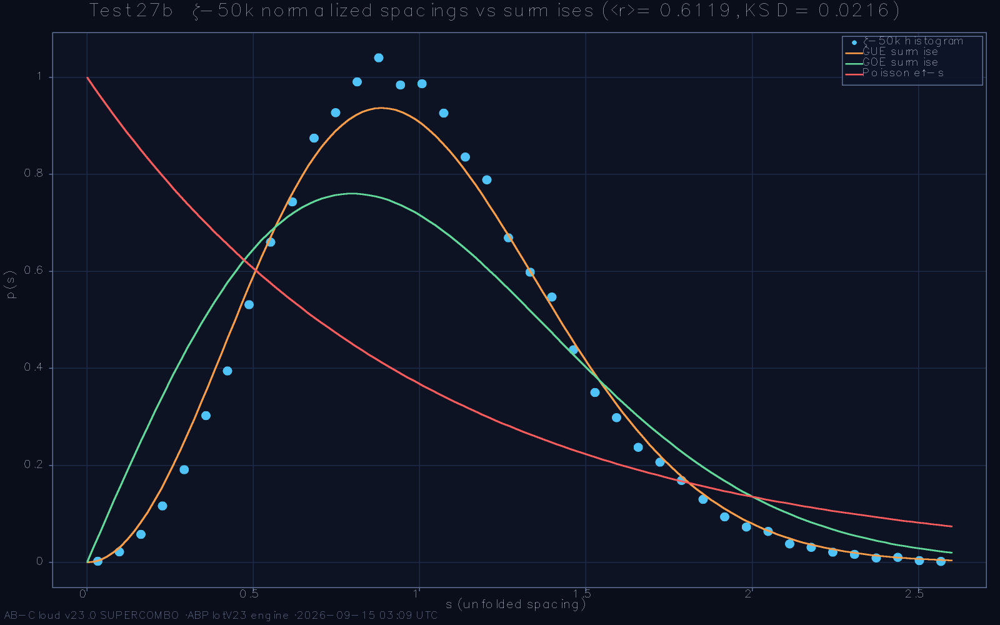 Test27b ζ−50k normalized spacings vs surmises (<r>= 0.6119, KS D = 0.0216)
ζ−50k histogram
GUE surmise
GOE surmise
Poisson e↑−s
1
0.8
0.6
0.4
0.2
0
p(s)
0 0.5 1 1.5 2 2.5
s (unfolded spacing)
AB−Cloud v23.0 SUPERCOMBO ·ABPlotV23 engine ·2026−09−15 03:09 UTC